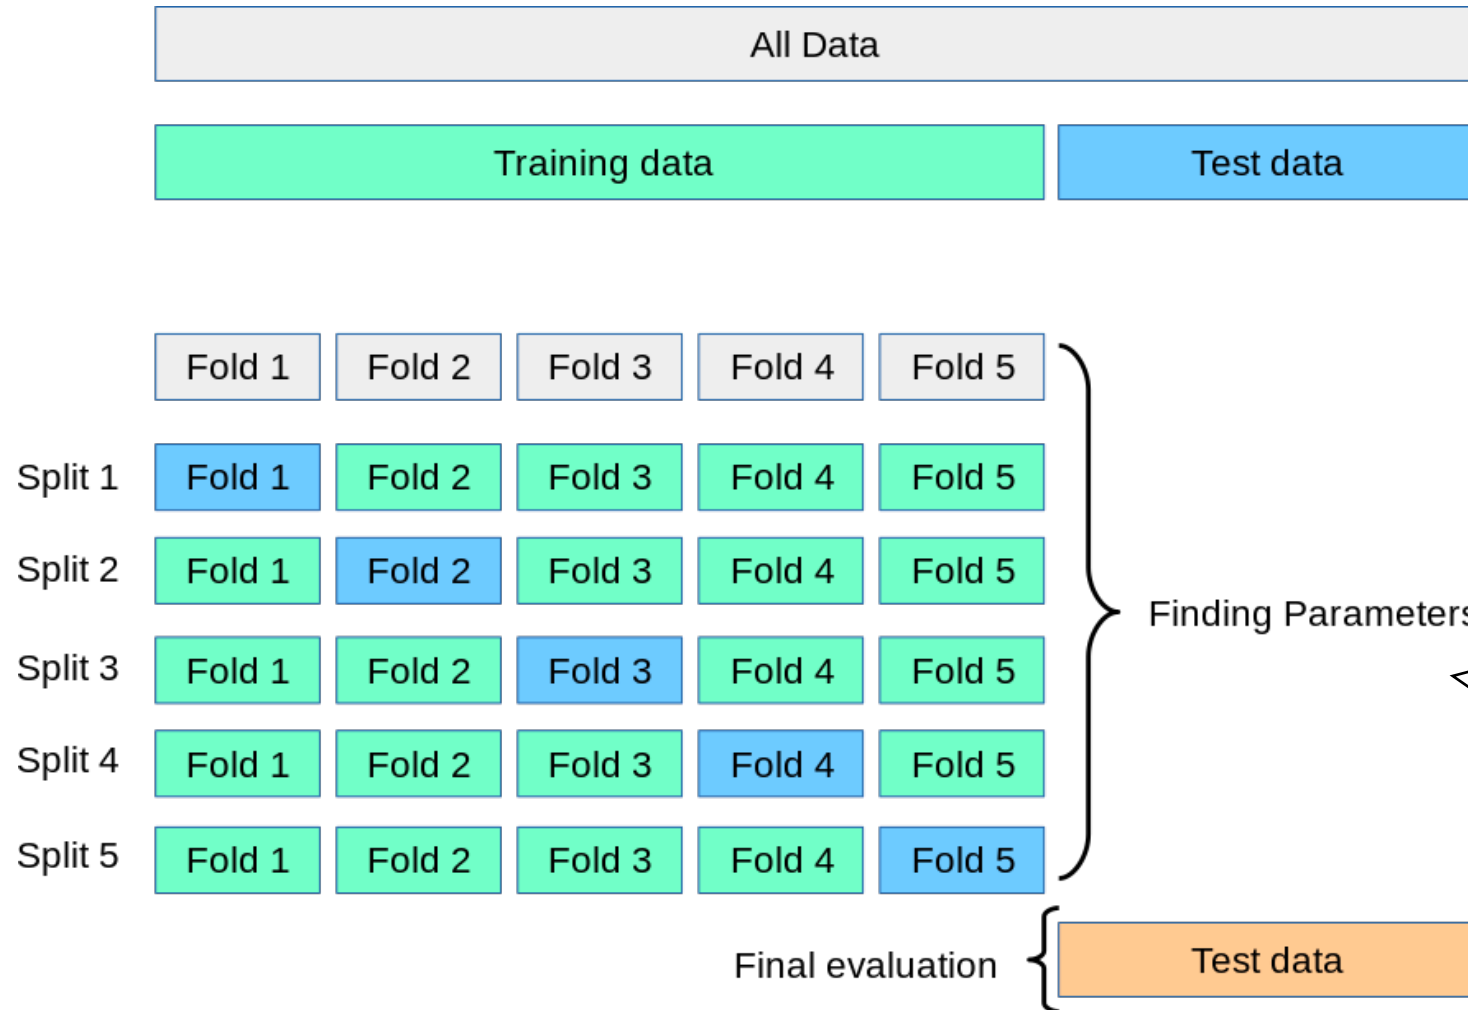 All Data
Training data Test data
Fold 1 Fold 2 Fold 3 Fold 4 Fold 5
Split 1 Fold 1 Fold 2 Fold 3 Fold 4 Fold 5
Split 2 Fold 1 Fold 2 Fold 3 Fold 4 Fold 5
Finding Parameters
Split 3 Fold 1 Fold 2 Fold 3 Fold 4 Fold 5
Split 4 Fold 1 Fold 2 Fold 3 Fold 4 Fold 5
Split 5 Fold 1 Fold 2 Fold 3 Fold 4 Fold 5
Final evaluation Test data